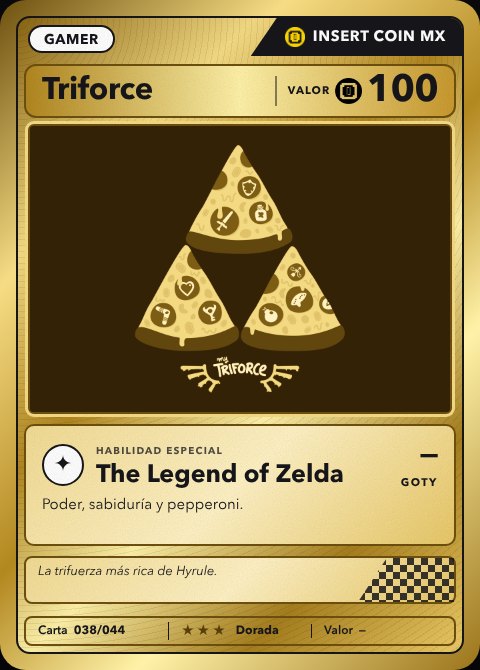 GAMER
INSERT COIN MX
Triforce
VALOR 100
my
TRIFORCE
HABILIDAD ESPECIAL
The Legend of Zelda
—
GOTY
Poder, sabiduría y pepperoni.
La trifuerza más rica de Hyrule.
Carta 038/044 ★★★ Dorada Valor —